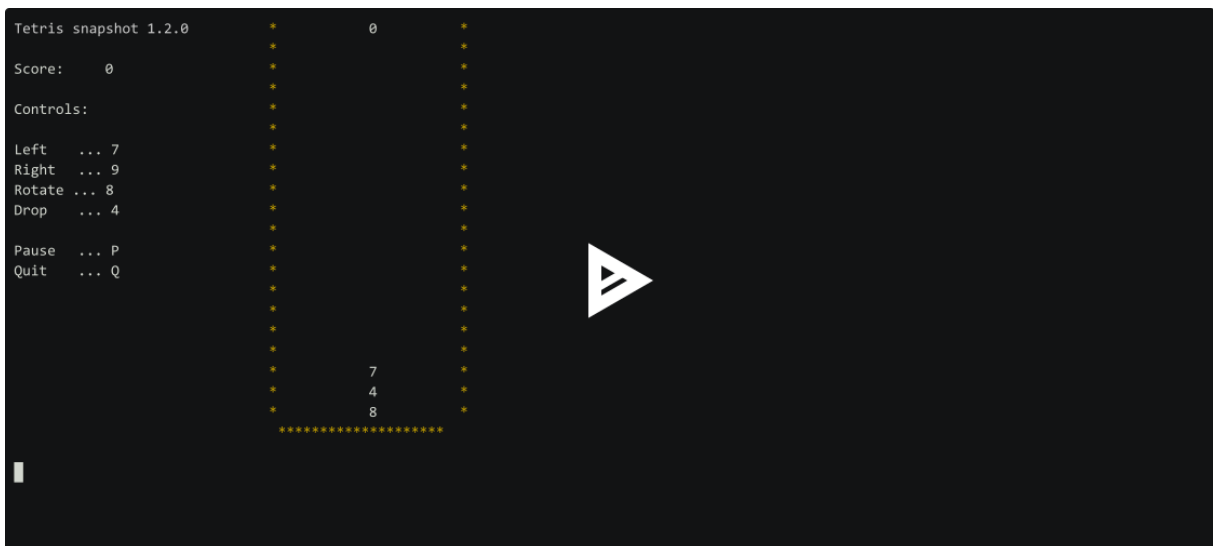 Tetris snapshot 1.2.0 * 0 *
* *
Score: 0 * *
* *
Controls: * *
* *
Left ... 7 * *
Right ... 9 * *
Rotate ... 8 * *
Drop ... 4 * *
* *
Pause ... P * *
Quit ... Q * *
* *
* *
* *
* *
* 7 *
* 4 *
* 8 *
********************